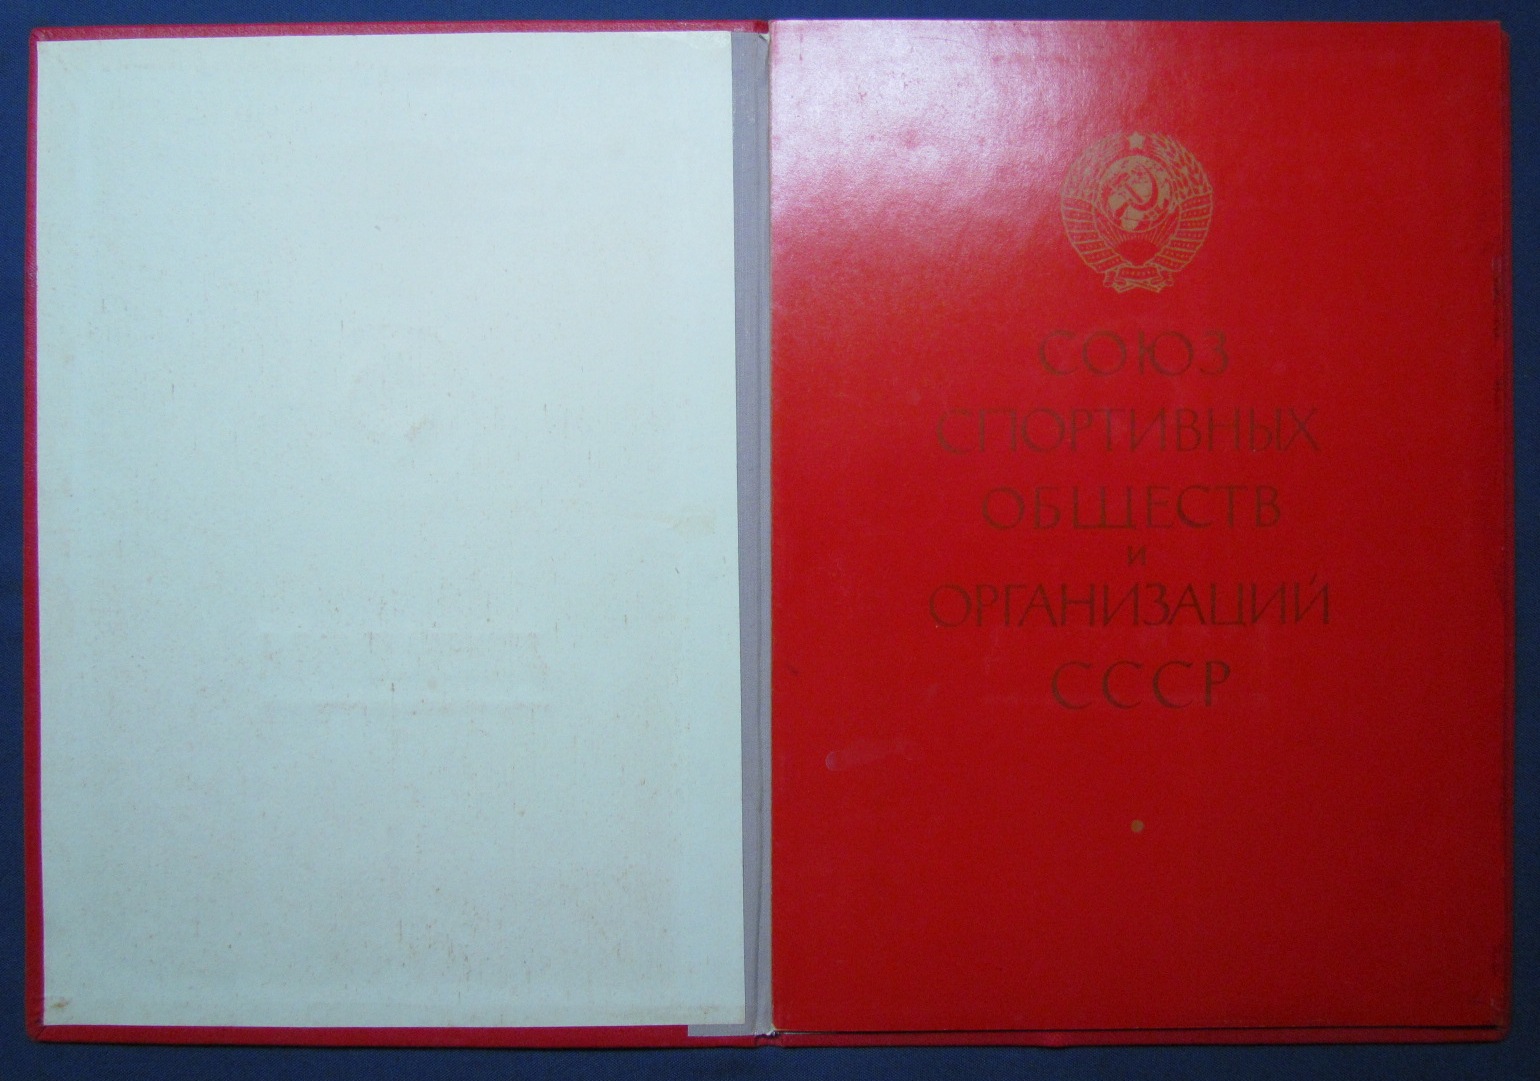 СОЮЗ
СПОРТИВНЫХ
ОБЩЕСТВ
и
ОРГАНИЗАЦИЙ
СССР